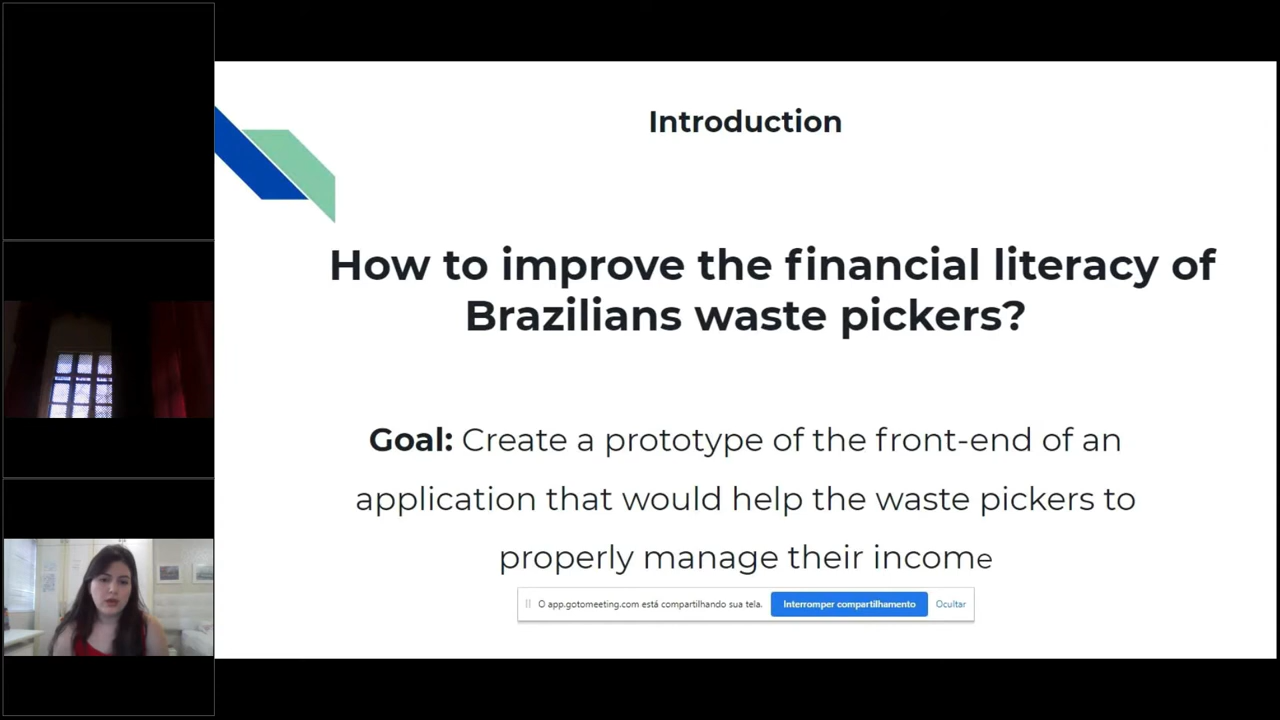 Introduction
How to improve the financial literacy of
Brazilians waste pickers?
Goal: Create a prototype of the front-end of an
application that would help the waste pickers to
properly manage their income
O app.gotomeeting.com está compartilhando sua tela. Interromper compartilhamento Ocultar